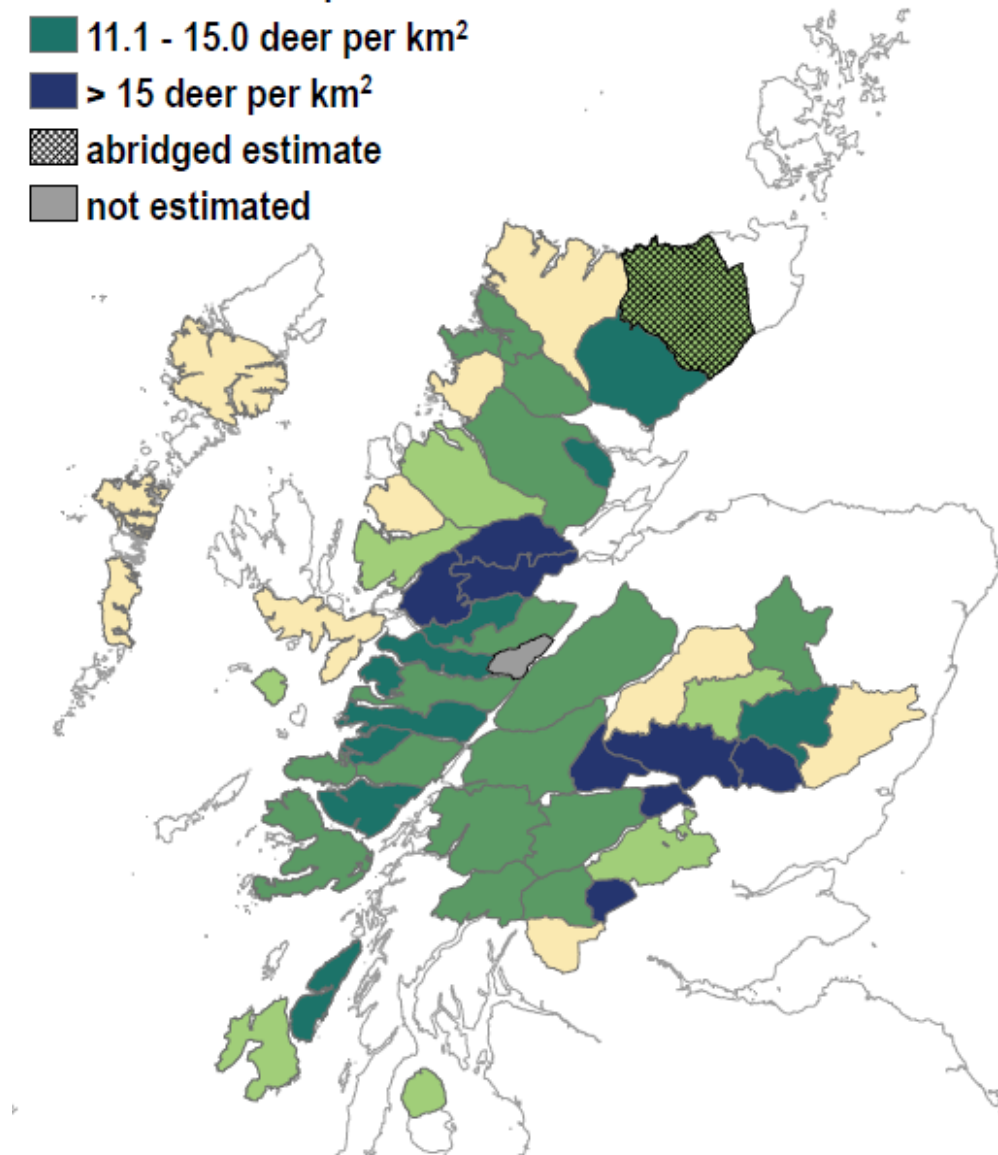 11.1 - 15.0 deer per km²
> 15 deer per km²
abridged estimate
not estimated